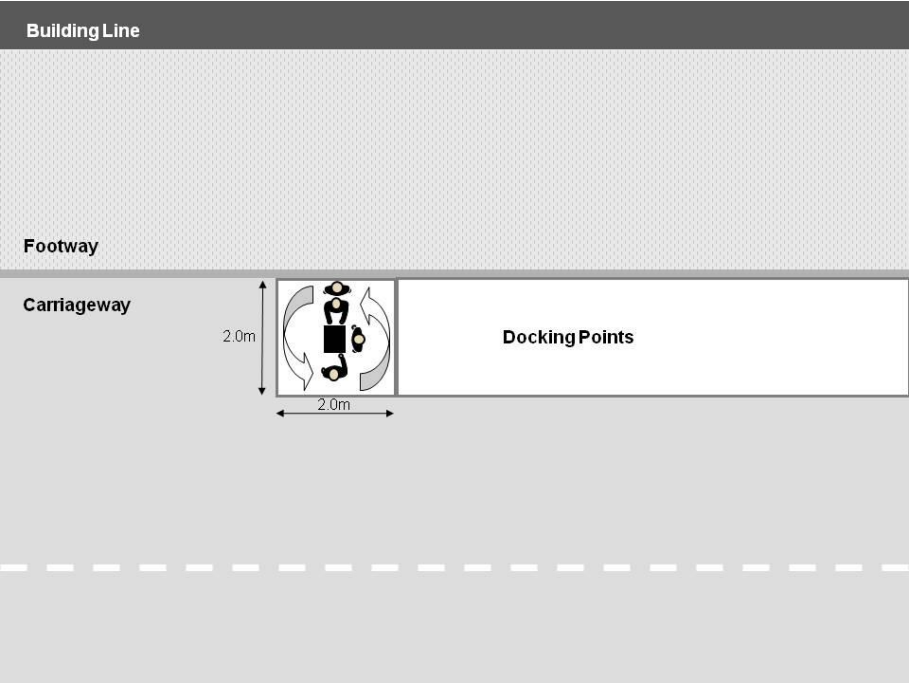 Building Line
Footway
Carriageway
2.0m
Docking Points
2.0m